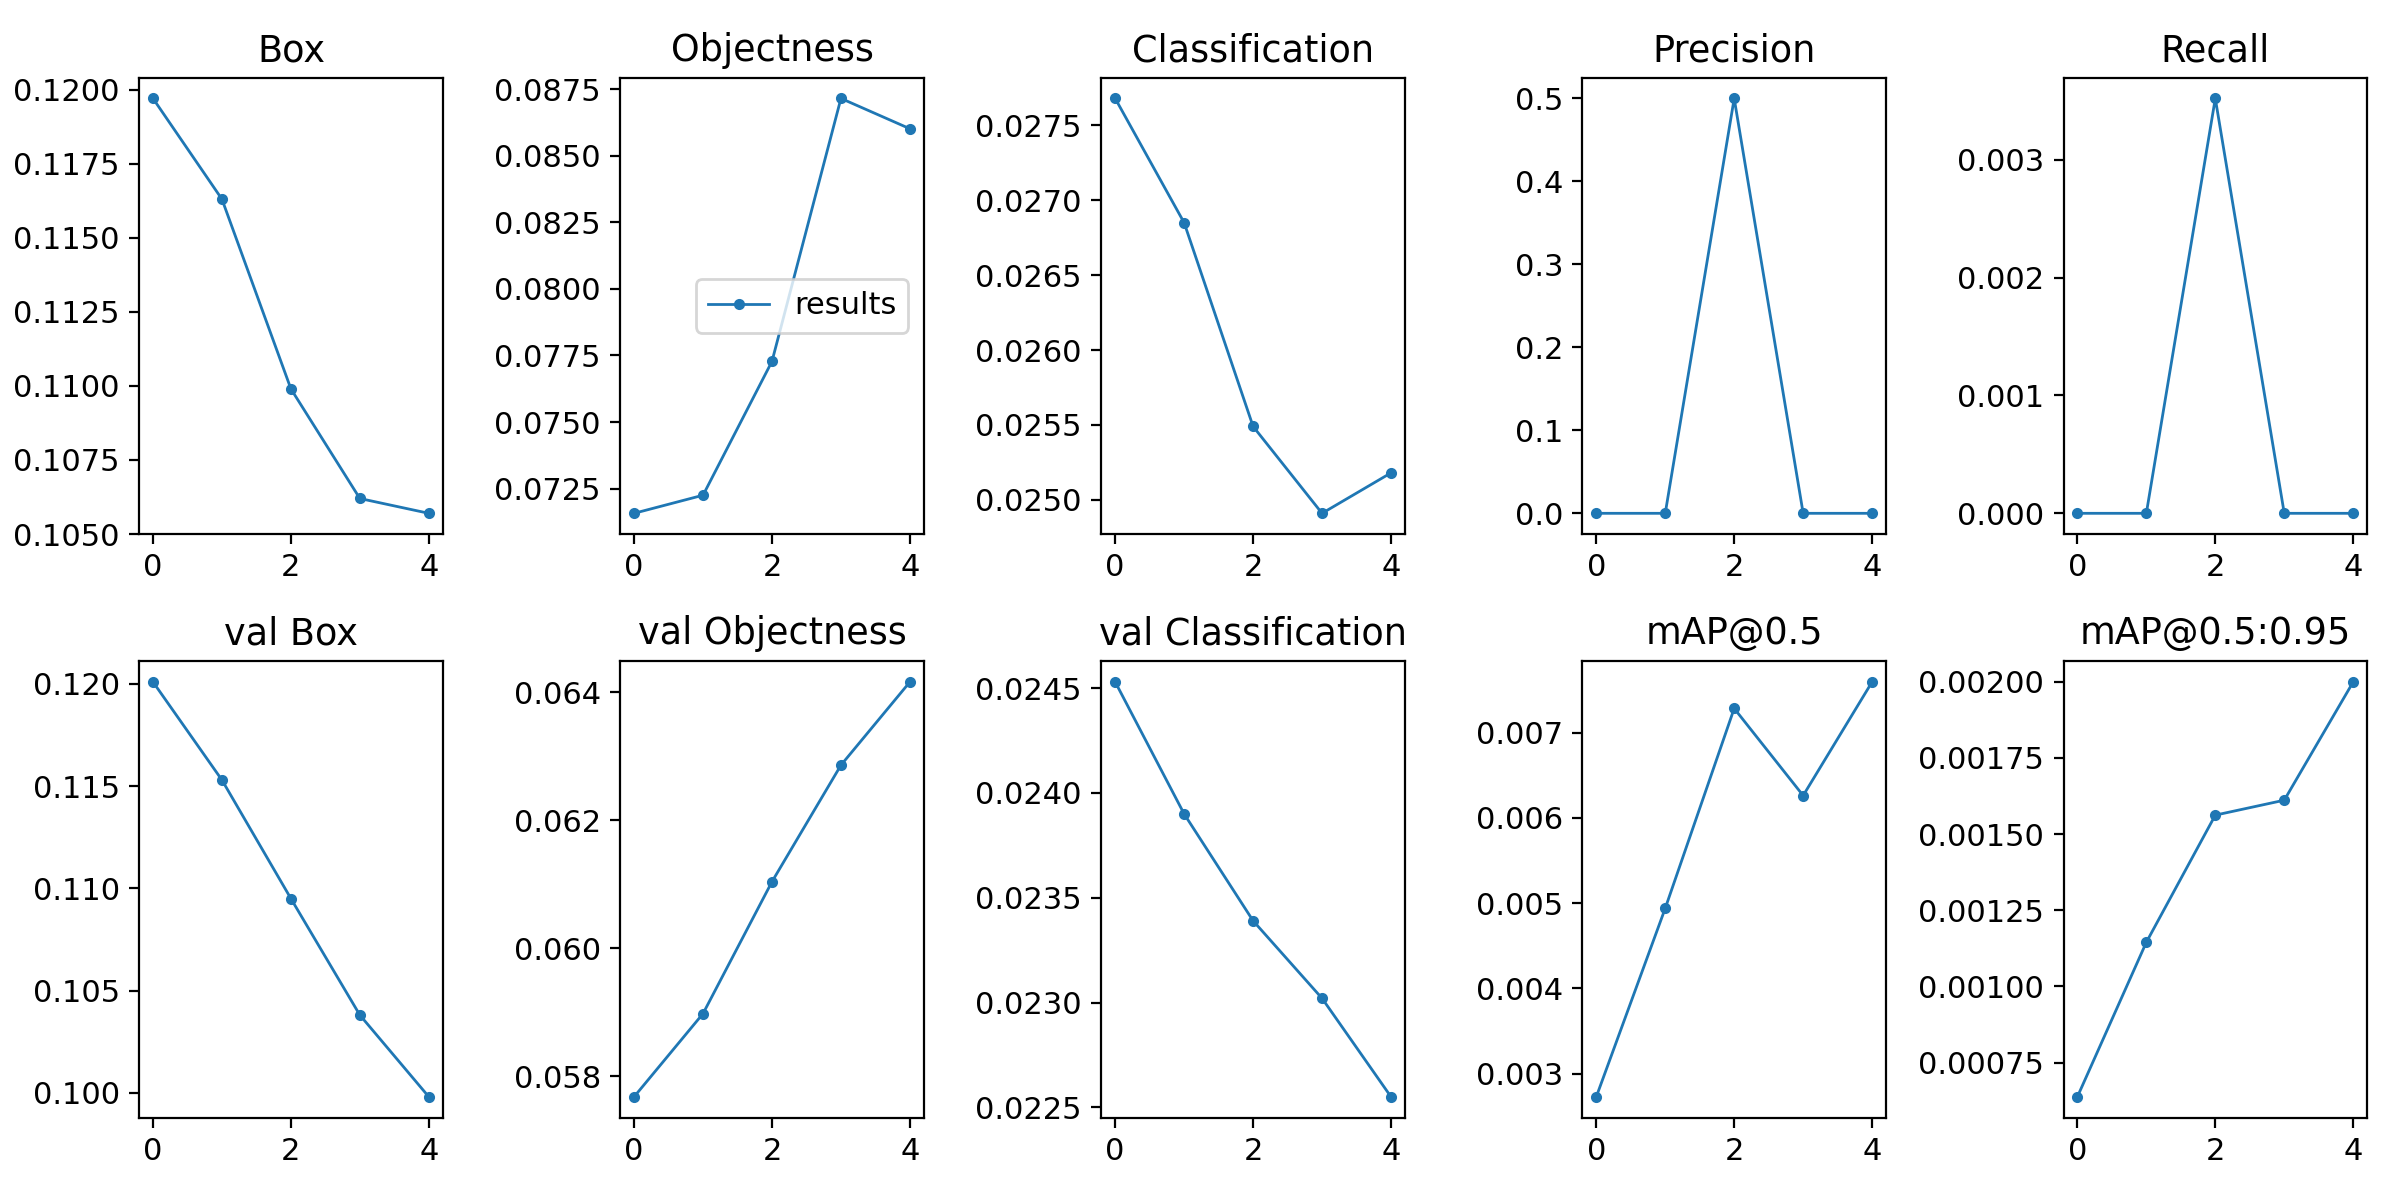 Box
0.1200
0.1175
0.1150
0.1125
0.1100
0.1075
0.1050
0 2 4
Objectness
0.0875
0.0850
0.0825
0.0800
0.0775
0.0750
0.0725
results
0 2 4
Classification
0.0275
0.0270
0.0265
0.0260
0.0255
0.0250
0 2 4
Precision
0.5
0.4
0.3
0.2
0.1
0.0
0 2 4
Recall
0.003
0.002
0.001
0.000
0 2 4
val Box
0.120
0.115
0.110
0.105
0.100
0 2 4
val Objectness
0.064
0.062
0.060
0.058
0 2 4
val Classification
0.0245
0.0240
0.0235
0.0230
0.0225
0 2 4
mAP@0.5
0.007
0.006
0.005
0.004
0.003
0 2 4
mAP@0.5:0.95
0.00200
0.00175
0.00150
0.00125
0.00100
0.00075
0 2 4